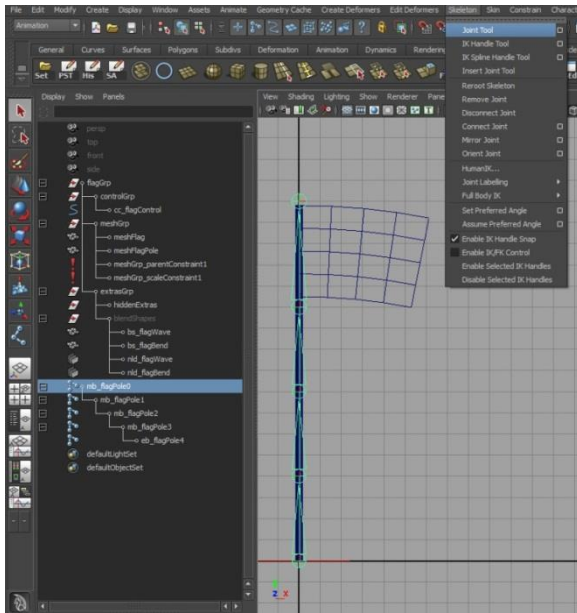 File Edit Modify Create Display Window Assets Animate Geometry Cache Create Deformers Edit Deformers Skeleton Skin Constrain Charact
Animation
General Curves Surfaces Polygons Subdivs Deformation Animation Dynamics Rendering
Set PST His SA
Display Show Panels
View Shading Lighting Show Renderer Pane
persp
top
front
side
flagGrp
controlGrp
cc_flagControl
meshGrp
meshFlag
meshFlagPole
meshGrp_parentConstraint1
meshGrp_scaleConstraint1
extrasGrp
hiddenExtras
blendShapes
bs_flagWave
bs_flagBend
nld_flagWave
nld_flagBend
mb_flagPole0
mb_flagPole1
mb_flagPole2
mb_flagPole3
eb_flagPole4
defaultLightSet
defaultObjectSet
Joint Tool
IK Handle Tool
IK Spline Handle Tool
Insert Joint Tool
Reroot Skeleton
Remove Joint
Disconnect Joint
Connect Joint
Mirror Joint
Orient Joint
HumanIK...
Joint Labelling
Full Body IK
Set Preferred Angle
Assume Preferred Angle
Enable IK Handle Snap
Enable IK/FK Control
Enable Selected IK Handles
Disable Selected IK Handles
z x